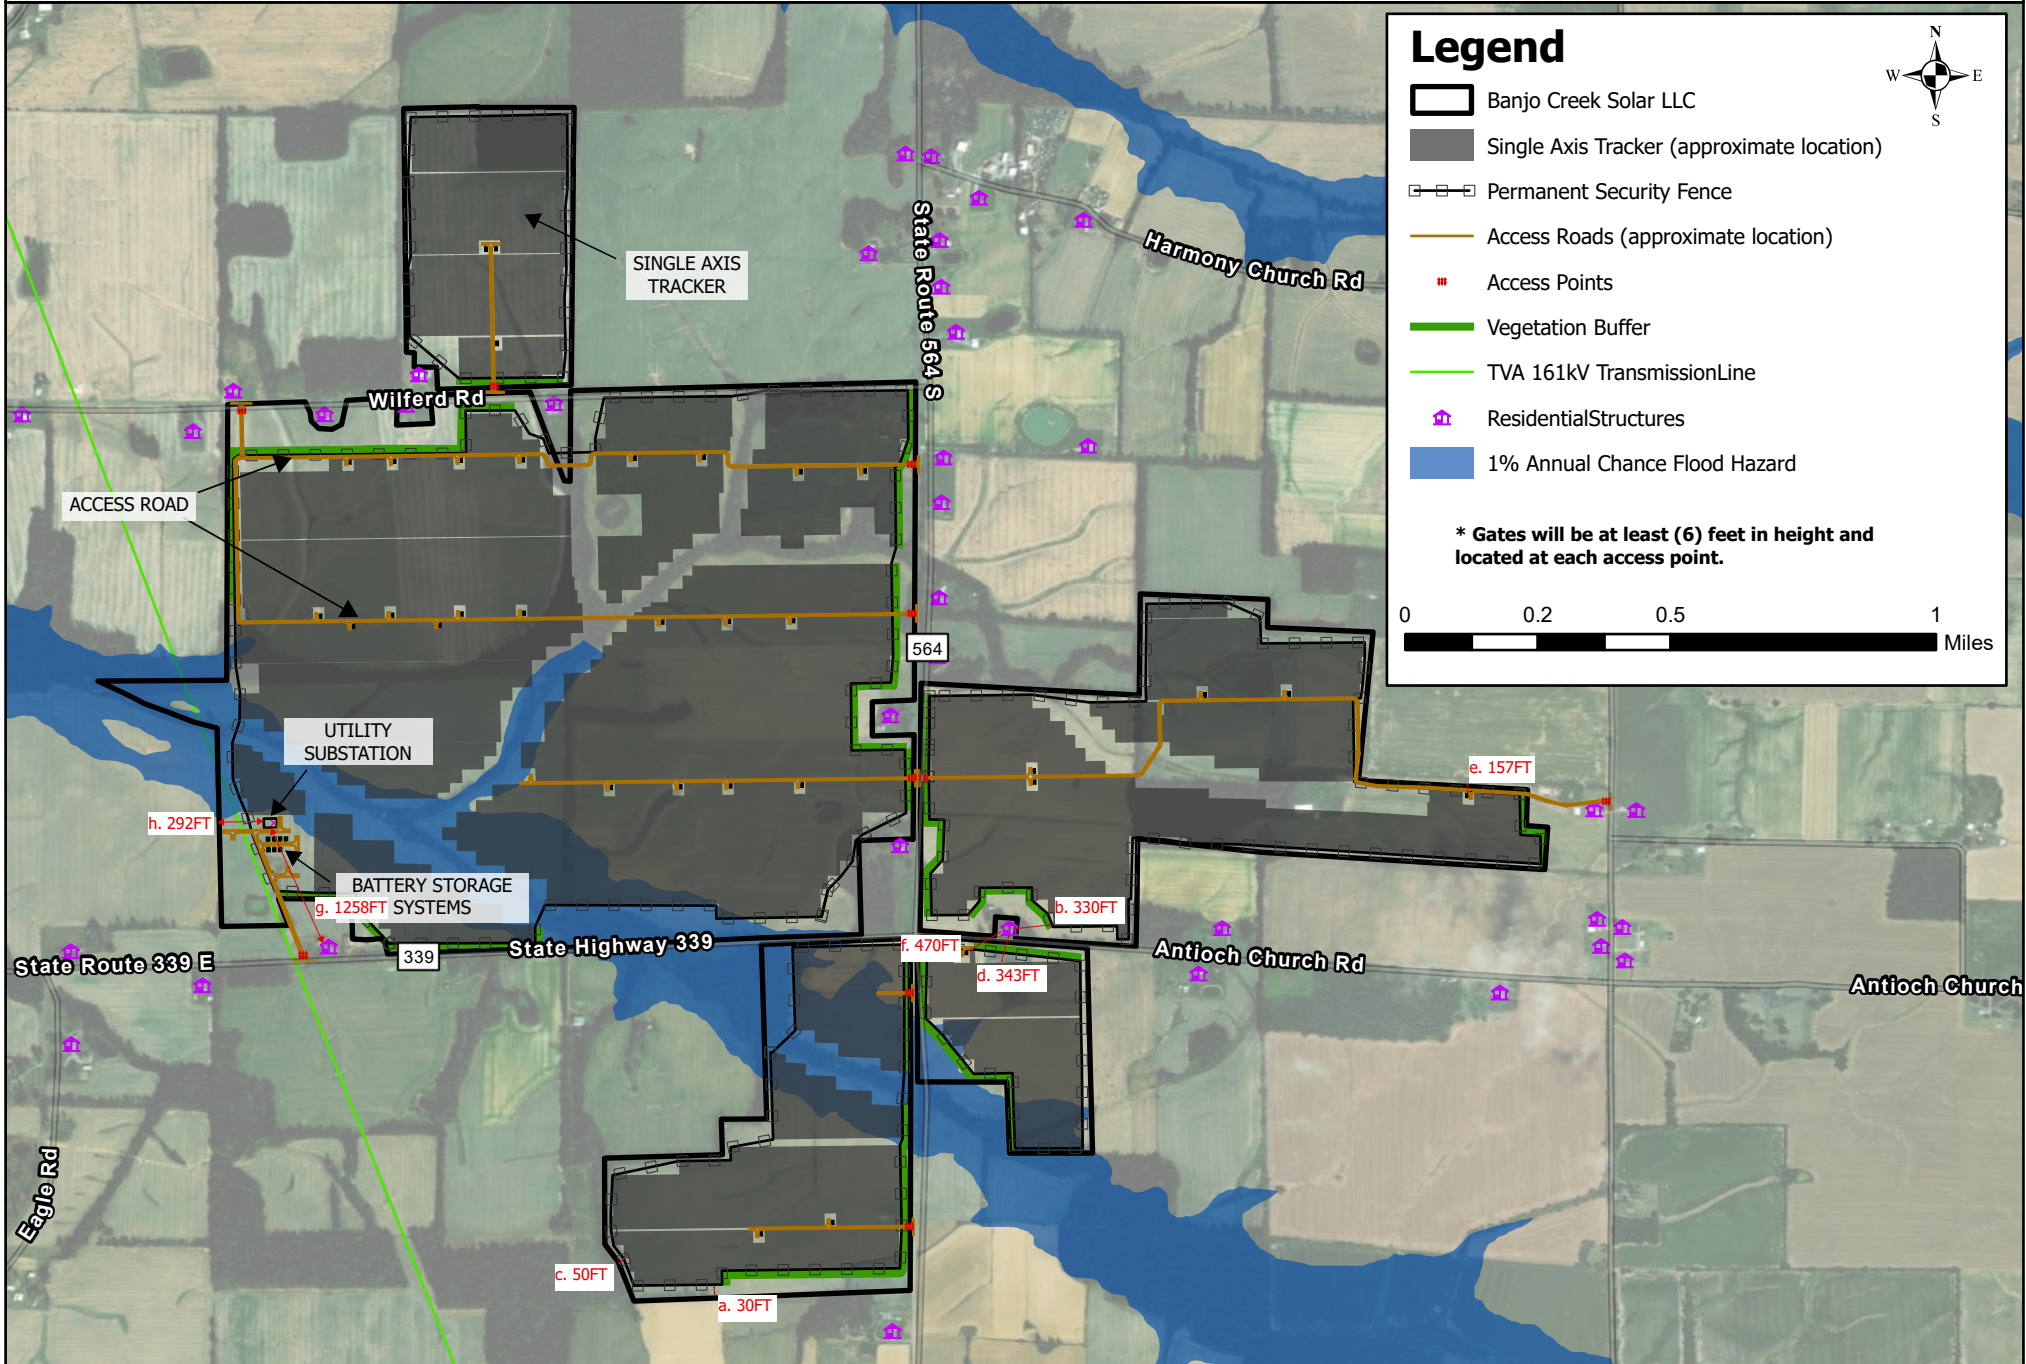 Legend
N
W
E
S
Banjo Creek Solar LLC
Single Axis Tracker (approximate location)
Permanent Security Fence
Access Roads (approximate location)
Access Points
Vegetation Buffer
TVA 161kV TransmissionLine
ResidentialStructures
1% Annual Chance Flood Hazard
* Gates will be at least (6) feet in height and
located at each access point.
0
0.2
0.5
1
Miles
SINGLE AXIS
TRACKER
State Route 564 S
Harmony Church Rd
Wilferd Rd
ACCESS ROAD
564
UTILITY
SUBSTATION
e. 157FT
h. 292FT
BATTERY STORAGE
SYSTEMS
g. 1258FT
b. 330FT
f. 470FT
d. 343FT
State Highway 339
339
State Route 339 E
Antioch Church Rd
Antioch Church
Eagle Rd
c. 50FT
a. 30FT